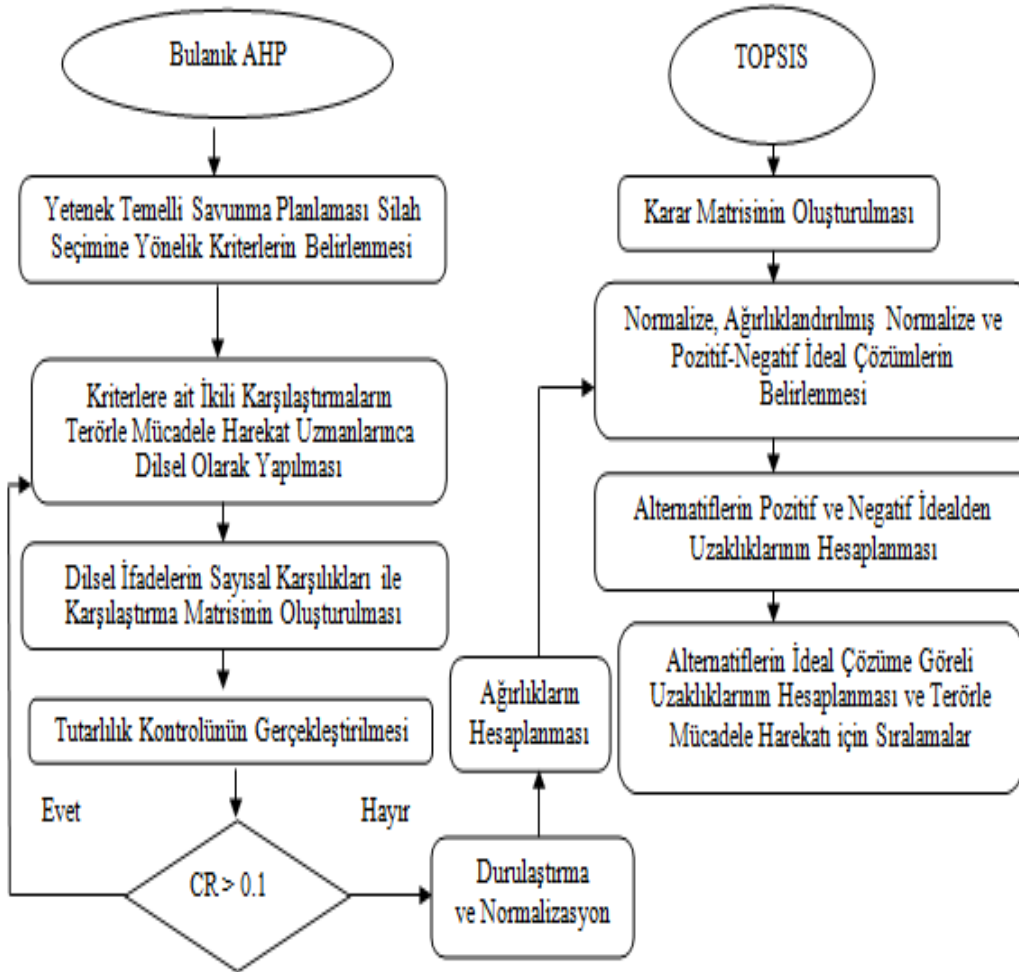 Bulanık AHP
Yetenek Temelli Savunma Planlaması Silah
Seçimine Yönelik Kriterlerin Belirlenmesi
Kriterlere ait İkili Karşılaştırmaların
Terörle Mücadele Harekat Uzmanlarınca
Dilsel Olarak Yapılması
Dilsel İfadelerin Sayısal Karşılıkları ile
Karşılaştırma Matrisinin Oluşturulması
Tutarlılık Kontrolünün Gerçekleştirilmesi
Evet
Hayır
CR > 0.1
Durulaştırma
ve Normalizasyon
Ağırlıkların
Hesaplanması
TOPSIS
Karar Matrisinin Oluşturulması
Normalize, Ağırlıklandırılmış Normalize ve
Pozitif-Negatif İdeal Çözümlerin
Belirlenmesi
Alternatiflerin Pozitif ve Negatif İdealden
Uzaklıklarının Hesaplanması
Alternatiflerin İdeal Çözüme Göreli
Uzaklıklarının Hesaplanması ve Terörle
Mücadele Harekatı için Sıralamalar